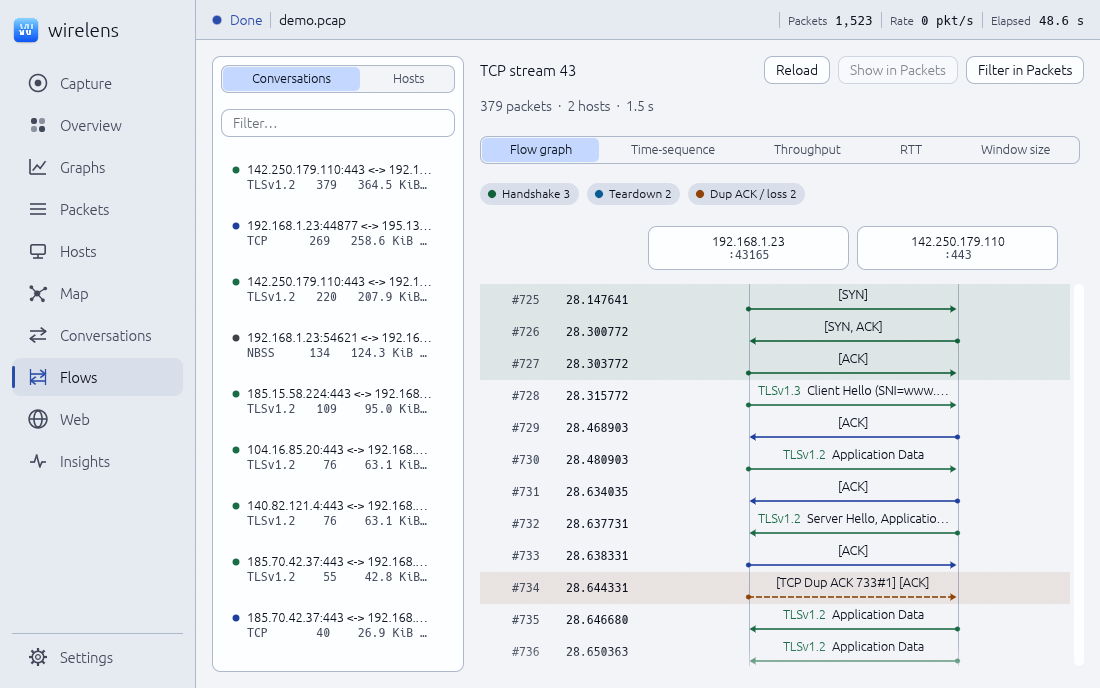 wirelens
Capture
Overview
Graphs
Packets
Hosts
Map
Conversations
Flows
Web
Insights
Settings
Done demo.pcap
Packets 1,523 Rate 0 pkt/s Elapsed 48.6 s
Conversations Hosts
Filter...
142.250.179.110:443 <-> 192.1...
TLSv1.2 379 364.5 KiB...
192.168.1.23:44877 <-> 195.13...
TCP 269 258.6 KiB ...
142.250.179.110:443 <-> 192.1...
TLSv1.2 220 207.9 KiB...
192.168.1.23:54621 <-> 192.16...
NBSS 134 124.3 KiB ...
185.15.58.224:443 <-> 192.168...
TLSv1.2 109 95.0 KiB...
104.16.85.20:443 <-> 192.168....
TLSv1.2 76 63.1 KiB...
140.82.121.4:443 <-> 192.168....
TLSv1.2 76 63.1 KiB...
185.70.42.37:443 <-> 192.168....
TLSv1.2 55 42.8 KiB...
185.70.42.37:443 <-> 192.168....
TCP 40 26.9 KiB ...
TCP stream 43
Reload Show in Packets Filter in Packets
379 packets · 2 hosts · 1.5 s
Flow graph Time-sequence Throughput RTT Window size
Handshake 3 Teardown 2 Dup ACK / loss 2
192.168.1.23
:43165
142.250.179.110
:443
#725 28.147641 [SYN]
#726 28.300772 [SYN, ACK]
#727 28.303772 [ACK]
#728 28.315772 TLSv1.3 Client Hello (SNI=www....
#729 28.468903 [ACK]
#730 28.480903 TLSv1.2 Application Data
#731 28.634035 [ACK]
#732 28.637731 TLSv1.2 Server Hello, Applicatio...
#733 28.638331 [ACK]
#734 28.644331 [TCP Dup ACK 733#1] [ACK]
#735 28.646680 TLSv1.2 Application Data
#736 28.650363 TLSv1.2 Application Data